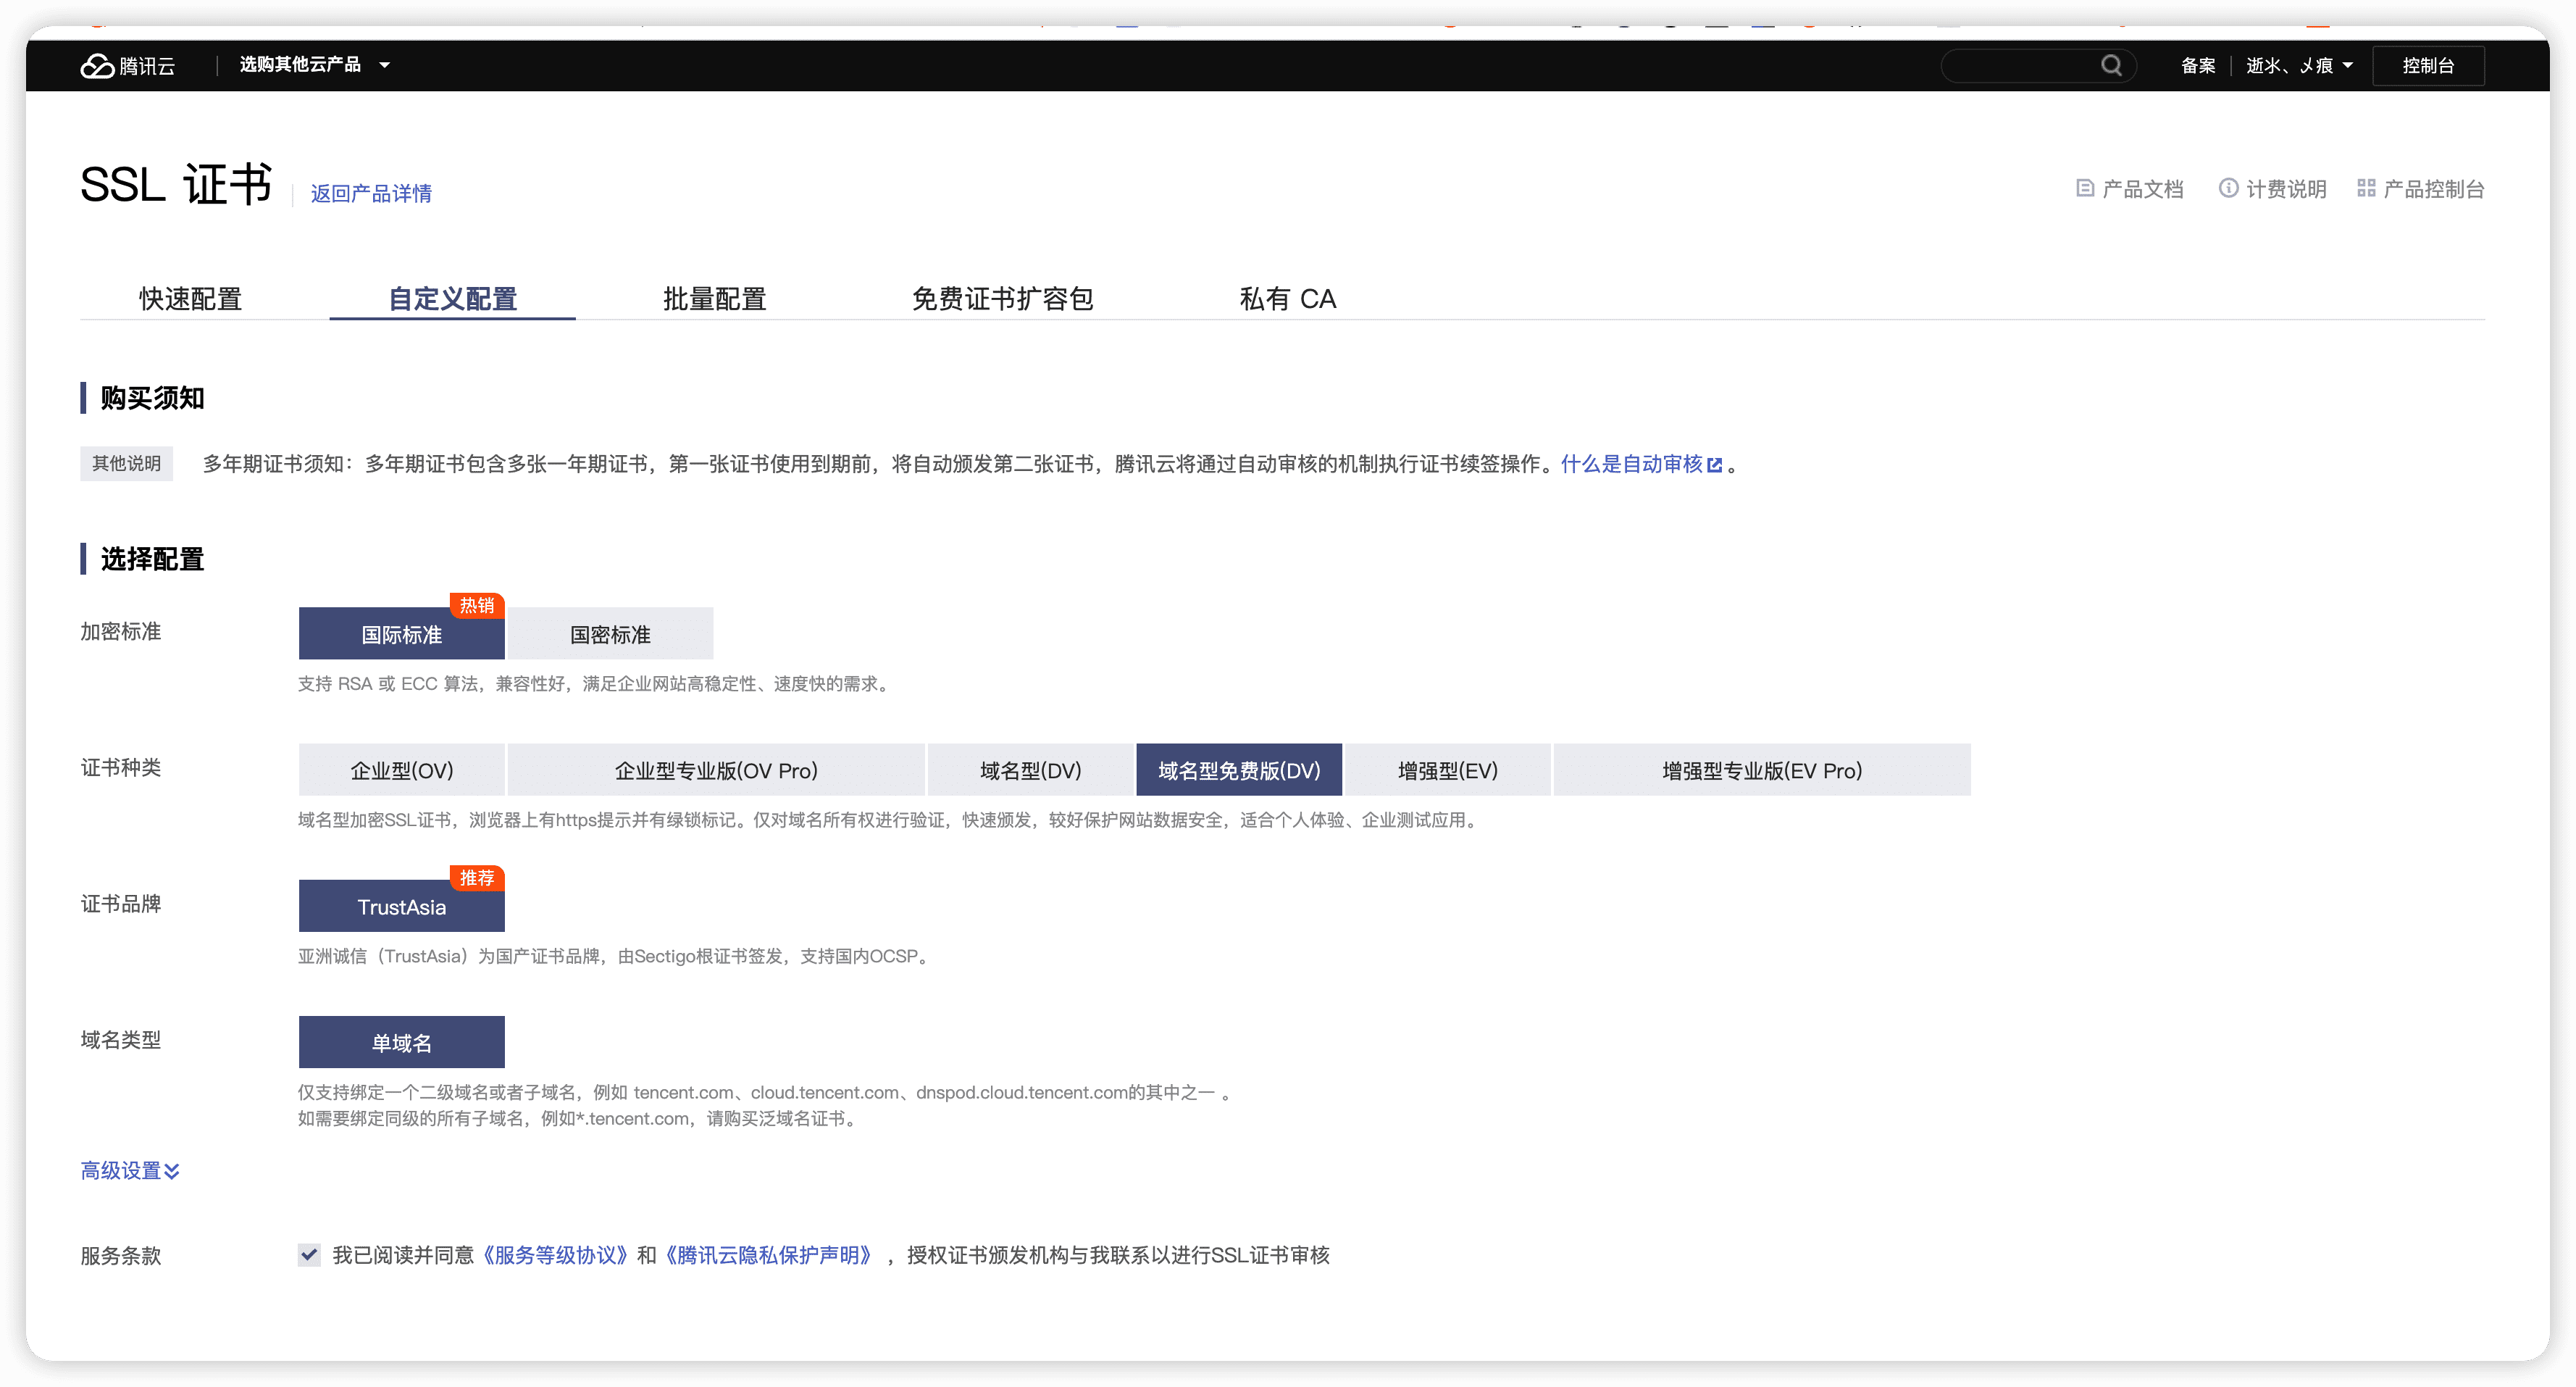 腾讯云 选购其他云产品 备案 逝氺、乄痕 控制台
SSL 证书 返回产品详情 产品文档 计费说明 产品控制台
快速配置 自定义配置 批量配置 免费证书扩容包 私有 CA
购买须知
其他说明 多年期证书须知：多年期证书包含多张一年期证书，第一张证书使用到期前，将自动颁发第二张证书，腾讯云将通过自动审核的机制执行证书续签操作。什么是自动审核。
选择配置
热销
加密标准 国际标准 国密标准
支持 RSA 或 ECC 算法，兼容性好，满足企业网站高稳定性、速度快的需求。
证书种类 企业型(OV) 企业型专业版(OV Pro) 域名型(DV) 域名型免费版(DV) 增强型(EV) 增强型专业版(EV Pro)
域名型加密SSL证书，浏览器上有https提示并有绿锁标记。仅对域名所有权进行验证，快速颁发，较好保护网站数据安全，适合个人体验、企业测试应用。
推荐
证书品牌 TrustAsia
亚洲诚信（TrustAsia）为国产证书品牌，由Sectigo根证书签发，支持国内OCSP。
域名类型 单域名
仅支持绑定一个二级域名或者子域名，例如 tencent.com、cloud.tencent.com、dnspod.cloud.tencent.com的其中之一 。
如需要绑定同级的所有子域名，例如*.tencent.com，请购买泛域名证书。
高级设置
服务条款 我已阅读并同意《服务等级协议》和《腾讯云隐私保护声明》 ，授权证书颁发机构与我联系以进行SSL证书审核